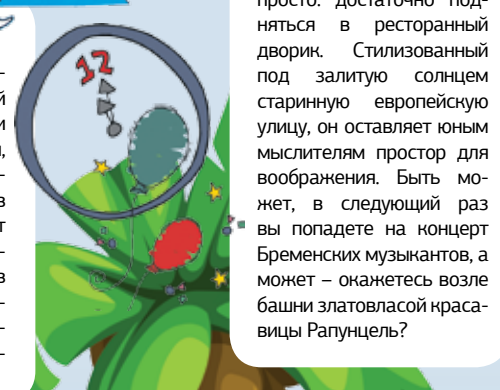 й
и
,
в
т
в
12
просто: достаточно под-
няться в ресторанный
дворик. Стилизованный
под залитую солнцем
старинную европейскую
улицу, он оставляет юным
мыслителям простор для
воображения. Быть мо-
жет, в следующий раз
вы попадете на концерт
Бременских музыкантов, а
может – окажетесь возле
башни златовласой краса-
вицы Рапунцель?